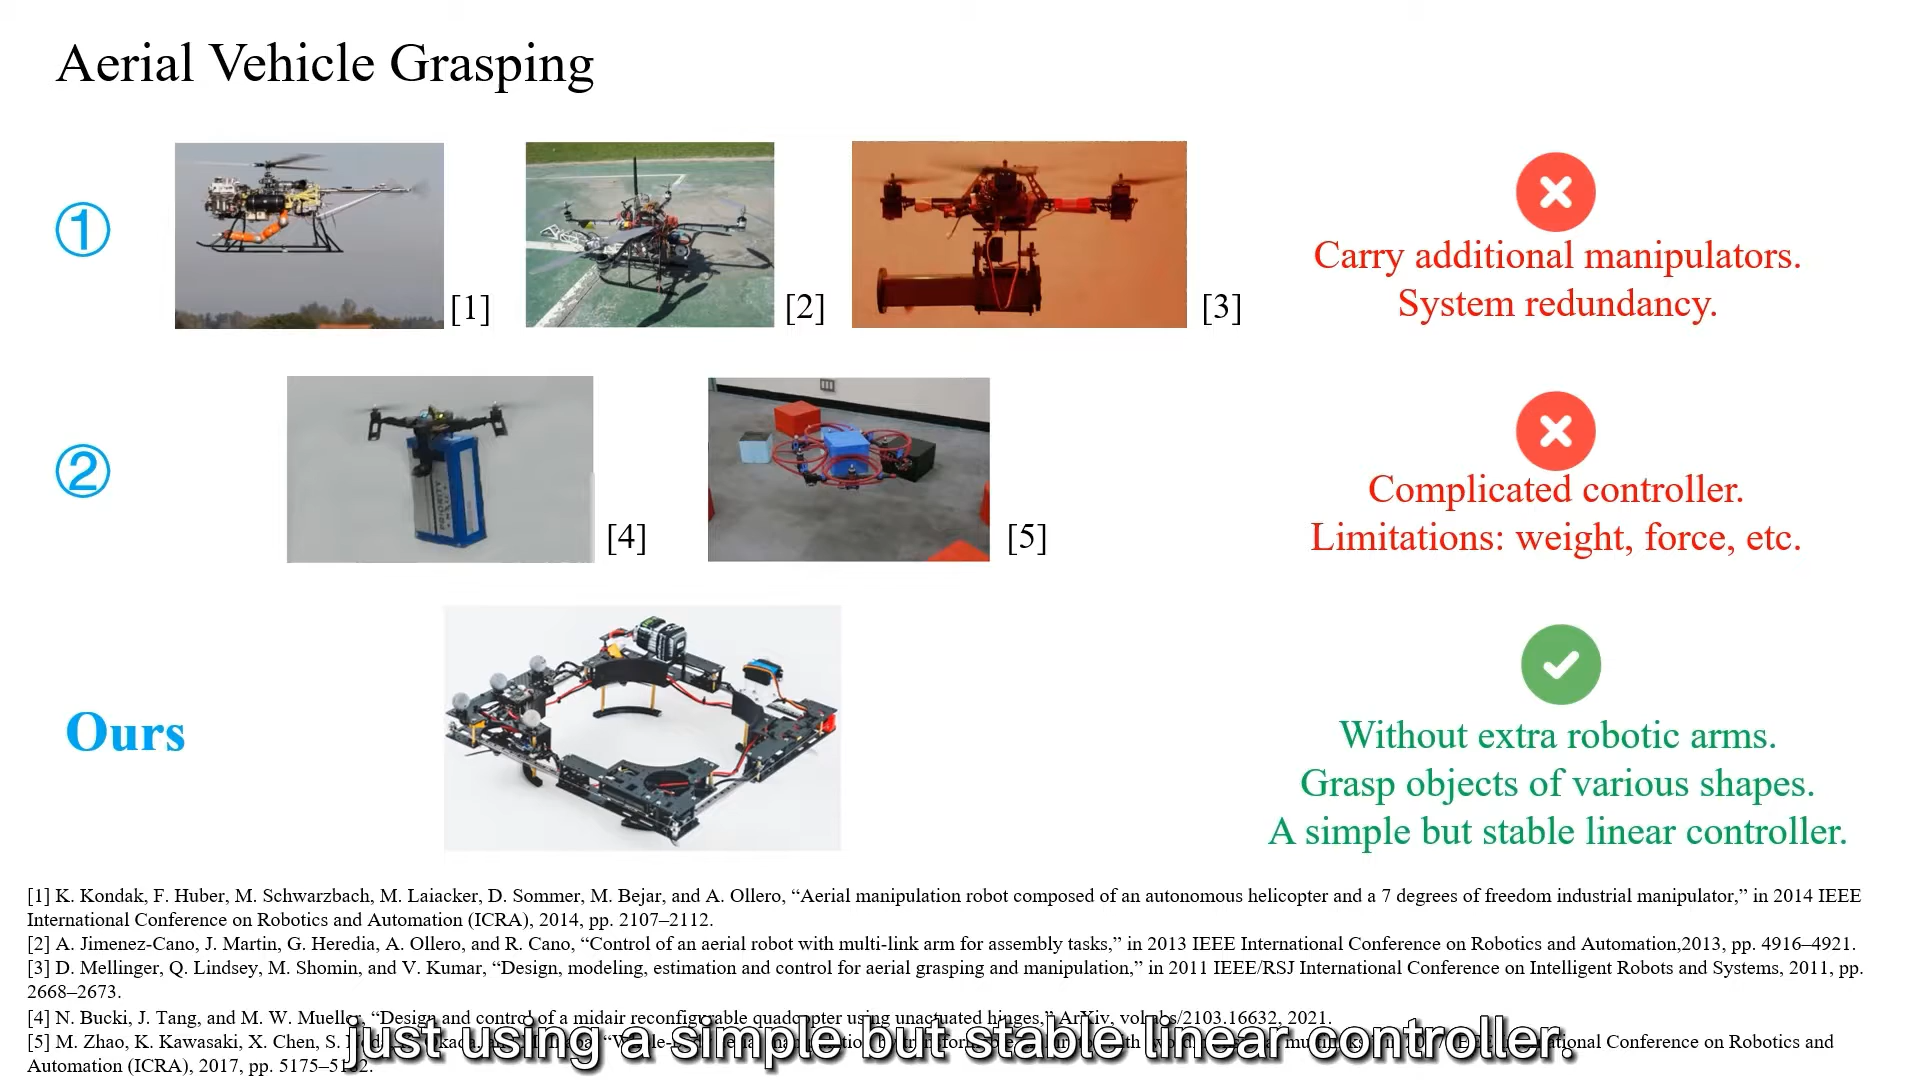 Aerial Vehicle Grasping
①
[1]
[2]
[3]
Carry additional manipulators.
System redundancy.
②
PRIORITY
[4]
[5]
Complicated controller.
Limitations: weight, force, etc.
Ours
Without extra robotic arms.
Grasp objects of various shapes.
A simple but stable linear controller.
[1] K. Kondak, F. Huber, M. Schwarzbach, M. Laiacker, D. Sommer, M. Bejar, and A. Ollero, “Aerial manipulation robot composed of an autonomous helicopter and a 7 degrees of freedom industrial manipulator,” in 2014 IEEE
International Conference on Robotics and Automation (ICRA), 2014, pp. 2107–2112.
[2] A. Jimenez-Cano, J. Martin, G. Heredia, A. Ollero, and R. Cano, “Control of an aerial robot with multi-link arm for assembly tasks,” in 2013 IEEE International Conference on Robotics and Automation,2013, pp. 4916–4921.
[3] D. Mellinger, Q. Lindsey, M. Shomin, and V. Kumar, “Design, modeling, estimation and control for aerial grasping and manipulation,” in 2011 IEEE/RSJ International Conference on Intelligent Robots and Systems, 2011, pp.
2668–2673.
[4] N. Bucki, J. Tang, and M. W. Mueller, “Design and control of a midair reconfigurable quadcopter using unactuated hinges,” ArXiv, vol. abs/2103.16632, 2021.
[5] M. Zhao, K. Kawasaki, X. Chen, S. Conference on Robotics and
Automation (ICRA), 2017, pp.
just using a simple but stable linear controller.